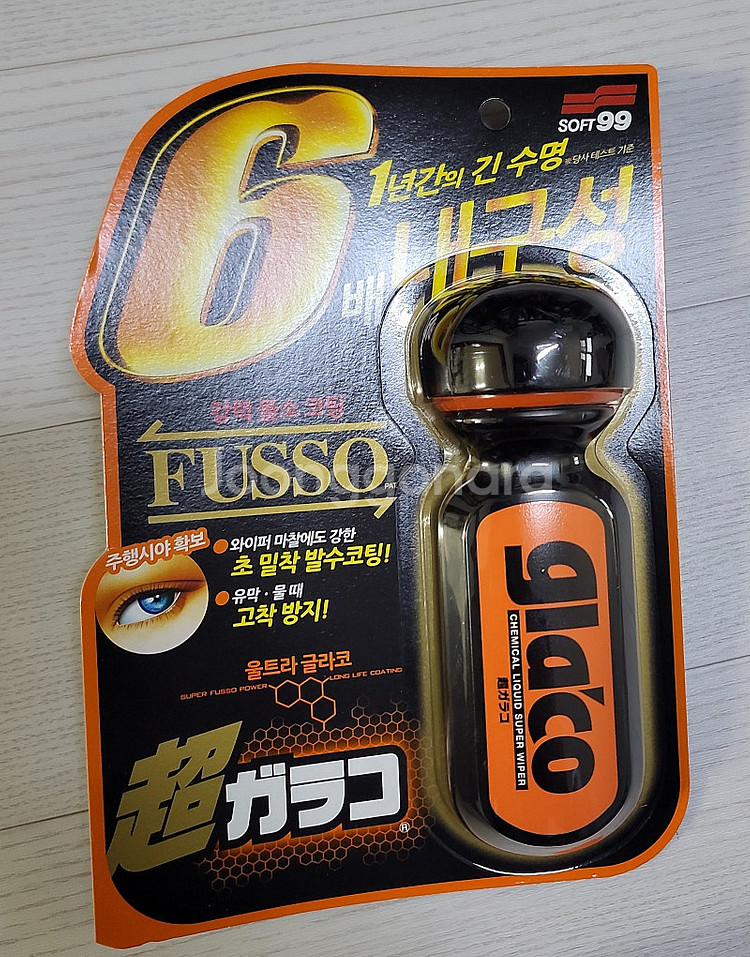 SOFT99
6배
1년간의 긴 수명 ※당사 테스트 기준
내구성
강력 불소 코팅
FUSSO
PAT.
주행시야 확보
와이퍼 마찰에도 강한
초 밀착 발수코팅!
유막·물 때
고착 방지!
울트라 글라코
SUPER FUSSO POWER
LONG LIFE COATING
超ガラコ®
glaco
CHEMICAL LIQUID SUPER WIPER
超ガラコ